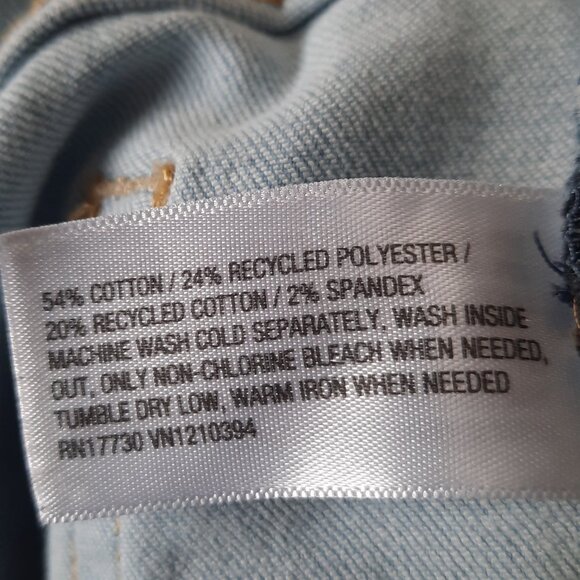 54% COTTON / 24% RECYCLED POLYESTER /
20% RECYCLED COTTON / 2% SPANDEX
MACHINE WASH COLD SEPARATELY, WASH INSIDE
OUT, ONLY NON-CHLORINE BLEACH WHEN NEEDED,
TUMBLE DRY LOW, WARM IRON WHEN NEEDED
RN17730 VN1210394